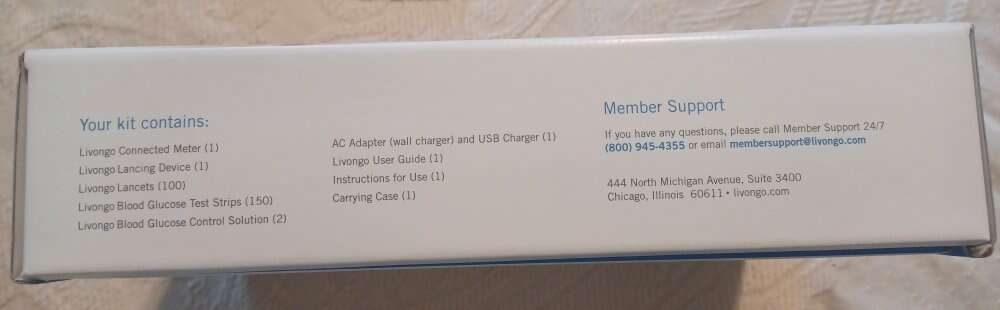 Your kit contains:
Livongo Connected Meter (1)
Livongo Lancing Device (1)
Livongo Lancets (100)
Livongo Blood Glucose Test Strips (150)
Livongo Blood Glucose Control Solution (2)
AC Adapter (wall charger) and USB Charger (1)
Livongo User Guide (1)
Instructions for Use (1)
Carrying Case (1)
Member Support
If you have any questions, please call Member Support 24/7
(800) 945-4355 or email membersupport@livongo.com
444 North Michigan Avenue, Suite 3400
Chicago, Illinois 60611 • livongo.com